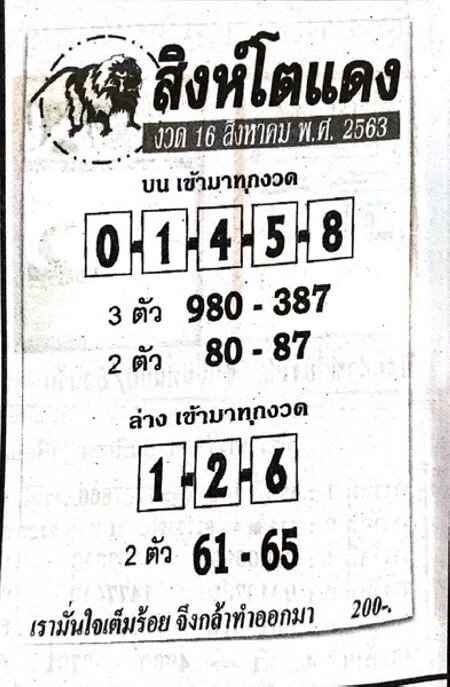 สิงห์โตแดง
งวด 16 สิงหาคม พ.ศ. 2563
บน เข้ามาทุกงวด
0-1-4-5-8
3 ตัว 980 - 387
2 ตัว 80 - 87
ล่าง เข้ามาทุกงวด
1-2-6
2 ตัว 61 - 65
เรามั่นใจเต็มร้อย จึงกล้าทำออกมา 200-.